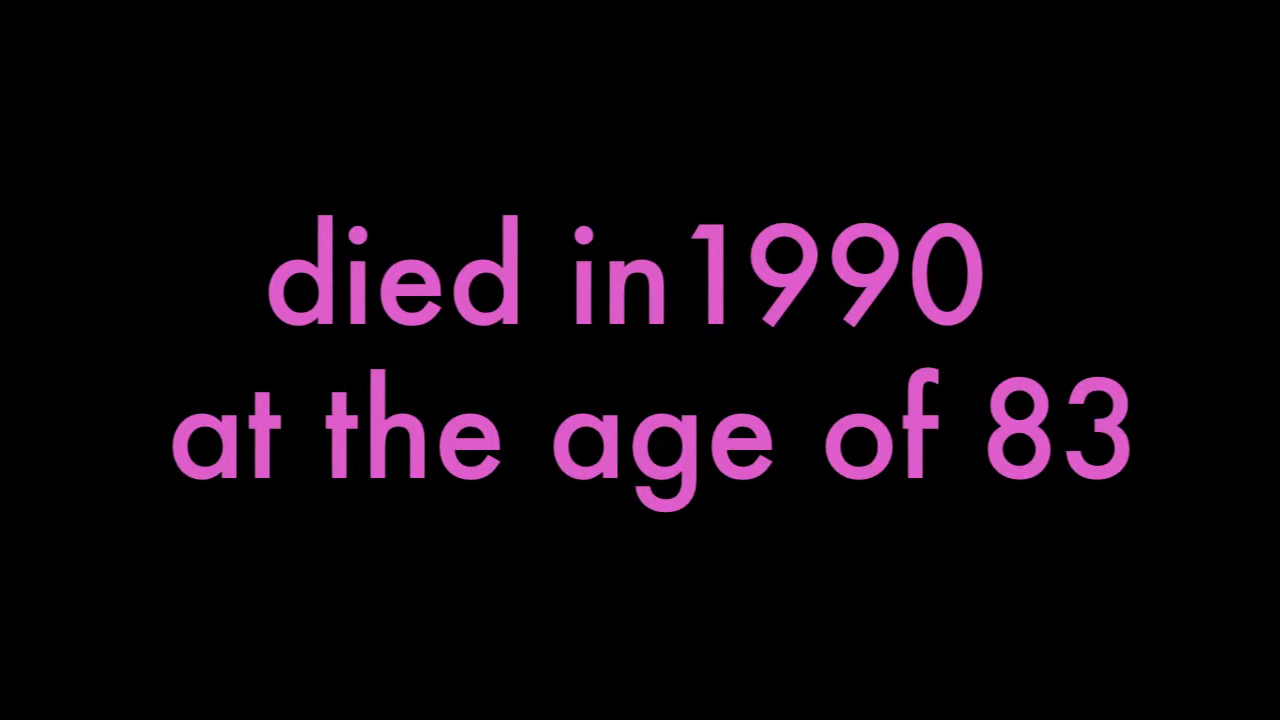 died in1990
at the age of 83